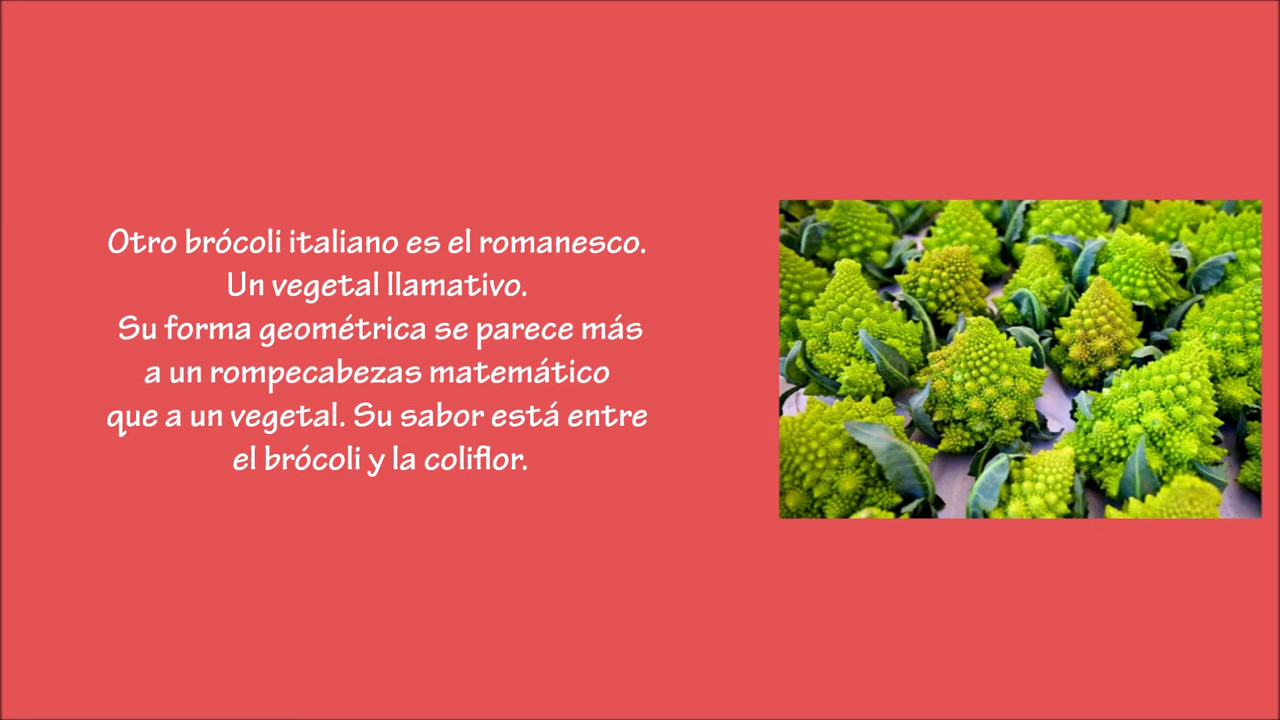 Otro brócoli italiano es el romanesco.
Un vegetal llamativo.
Su forma geométrica se parece más
a un rompecabezas matemático
que a un vegetal. Su sabor está entre
el brócoli y la coliflor.